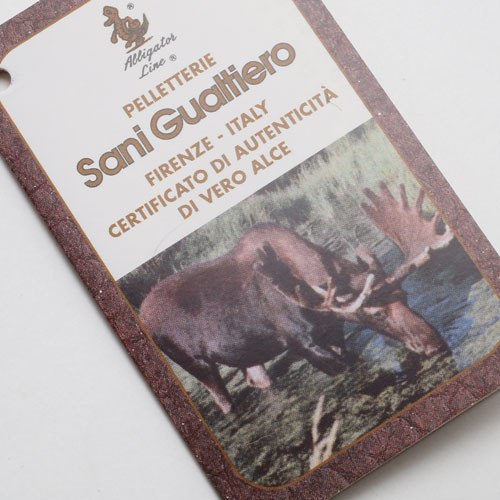 Alligator ®
Line ®
PELLETTERIE
Sani Gualtiero
FIRENZE - ITALY
CERTIFICATO DI AUTENTICITÀ
DI VERO ALCE